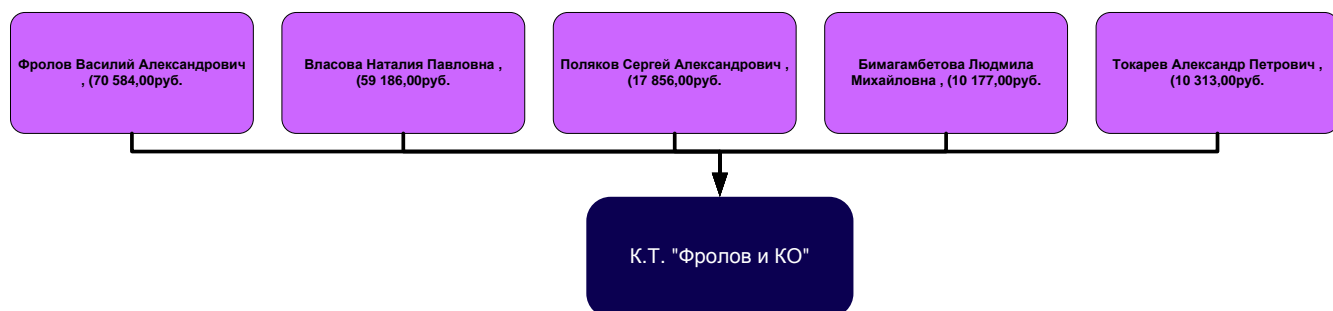 Фролов Василий Александрович
, (70 584,00руб.
Власова Наталия Павловна ,
(59 186,00руб.
Поляков Сергей Александрович ,
(17 856,00руб.
Бимагамбетова Людмила
Михайловна , (10 177,00руб.
Токарев Александр Петрович ,
(10 313,00руб.
К.Т. "Фролов и КО"